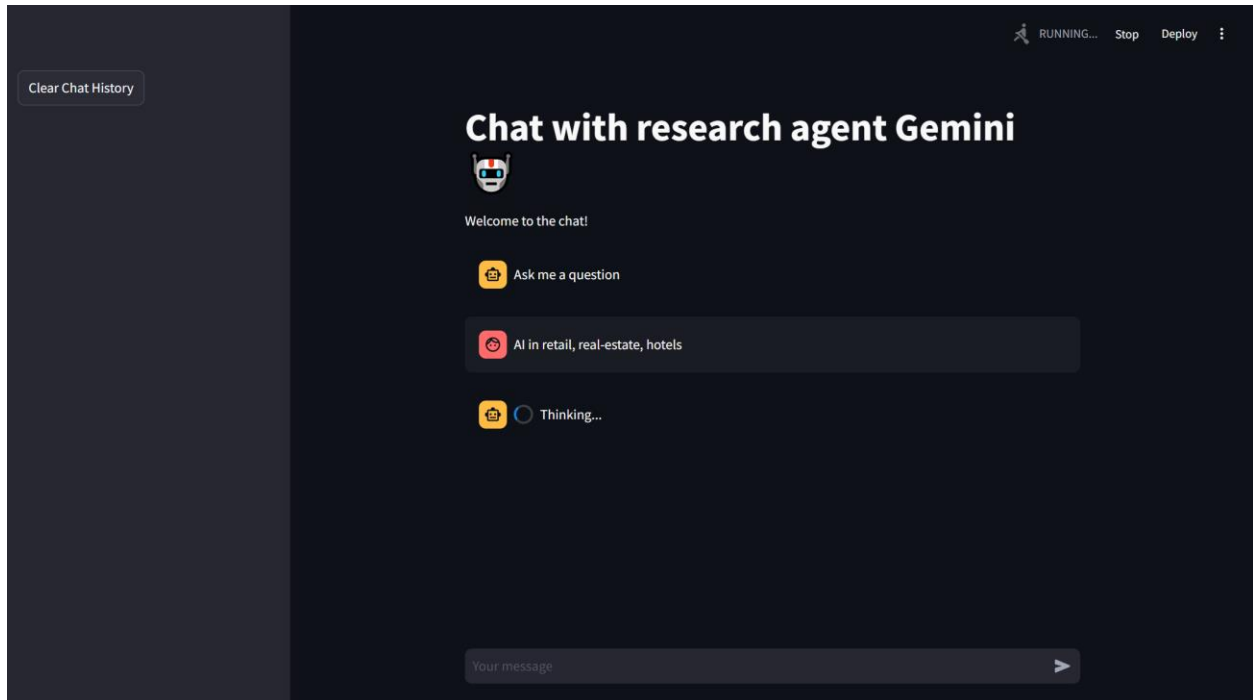 RUNNING... Stop Deploy
Clear Chat History
Chat with research agent Gemini
Welcome to the chat!
Ask me a question
AI in retail, real-estate, hotels
Thinking...
Your message